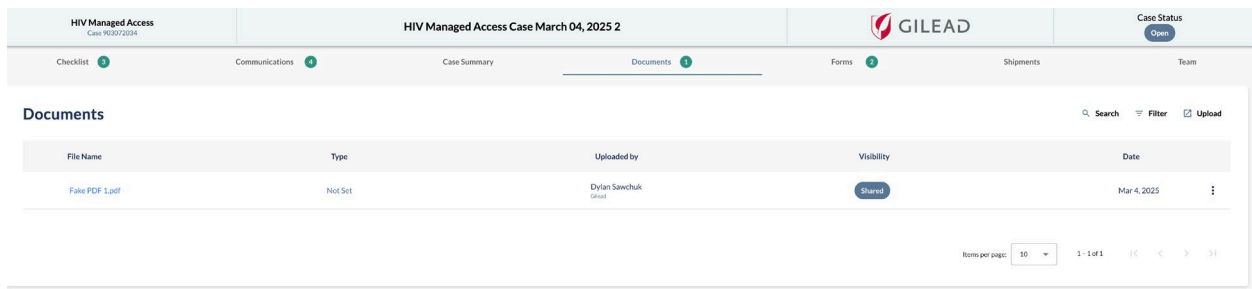 HIV Managed Access
Case 903072034
HIV Managed Access Case March 04, 2025 2
GILEAD
Case Status
Open
Checklist 3
Communications 4
Case Summary
Documents 1
Forms 2
Shipments
Team
Documents
Search
Filter
Upload
File Name Type Uploaded by Visibility Date
Fake PDF 1.pdf Not Set Dylan Sawchuk Shared Mar 4, 2025
Gilead
Items per page: 10 1 - 1 of 1